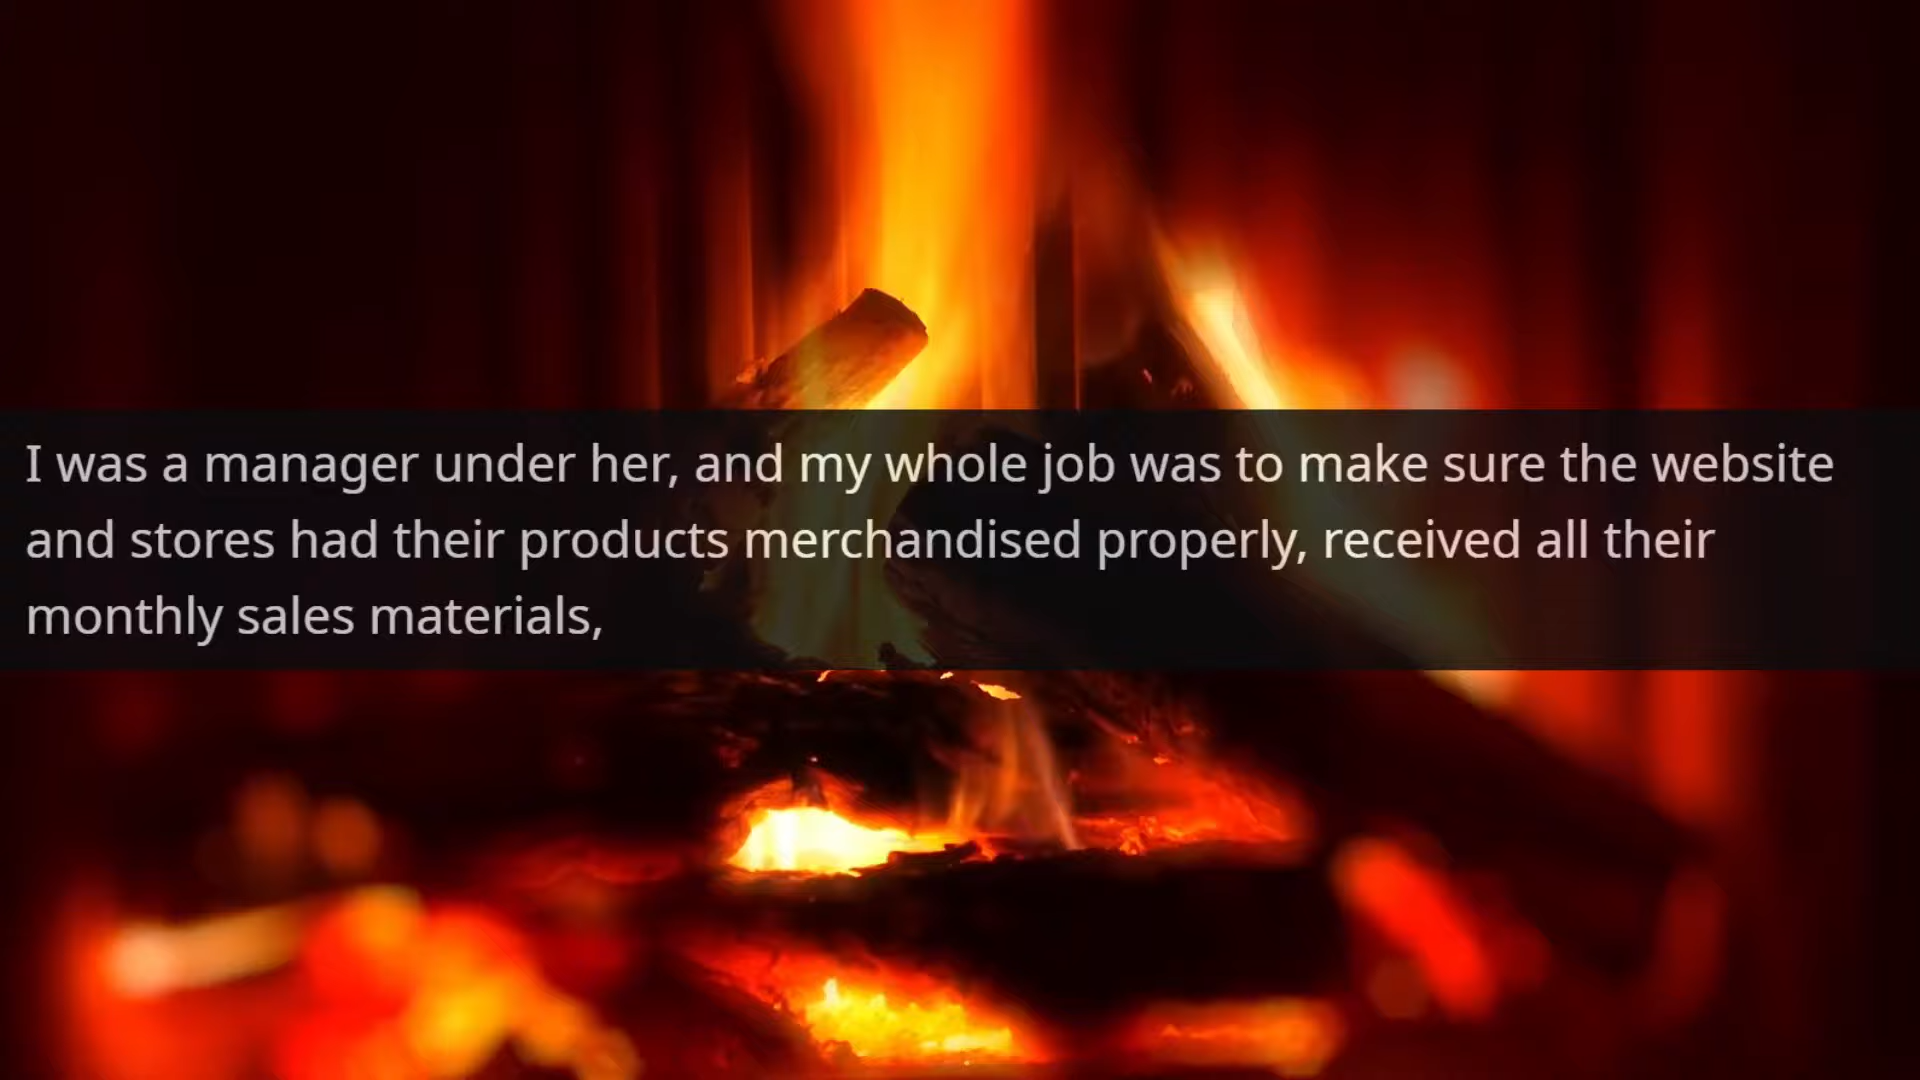 I was a manager under her, and my whole job was to make sure the website
and stores had their products merchandised properly, received all their
monthly sales materials,